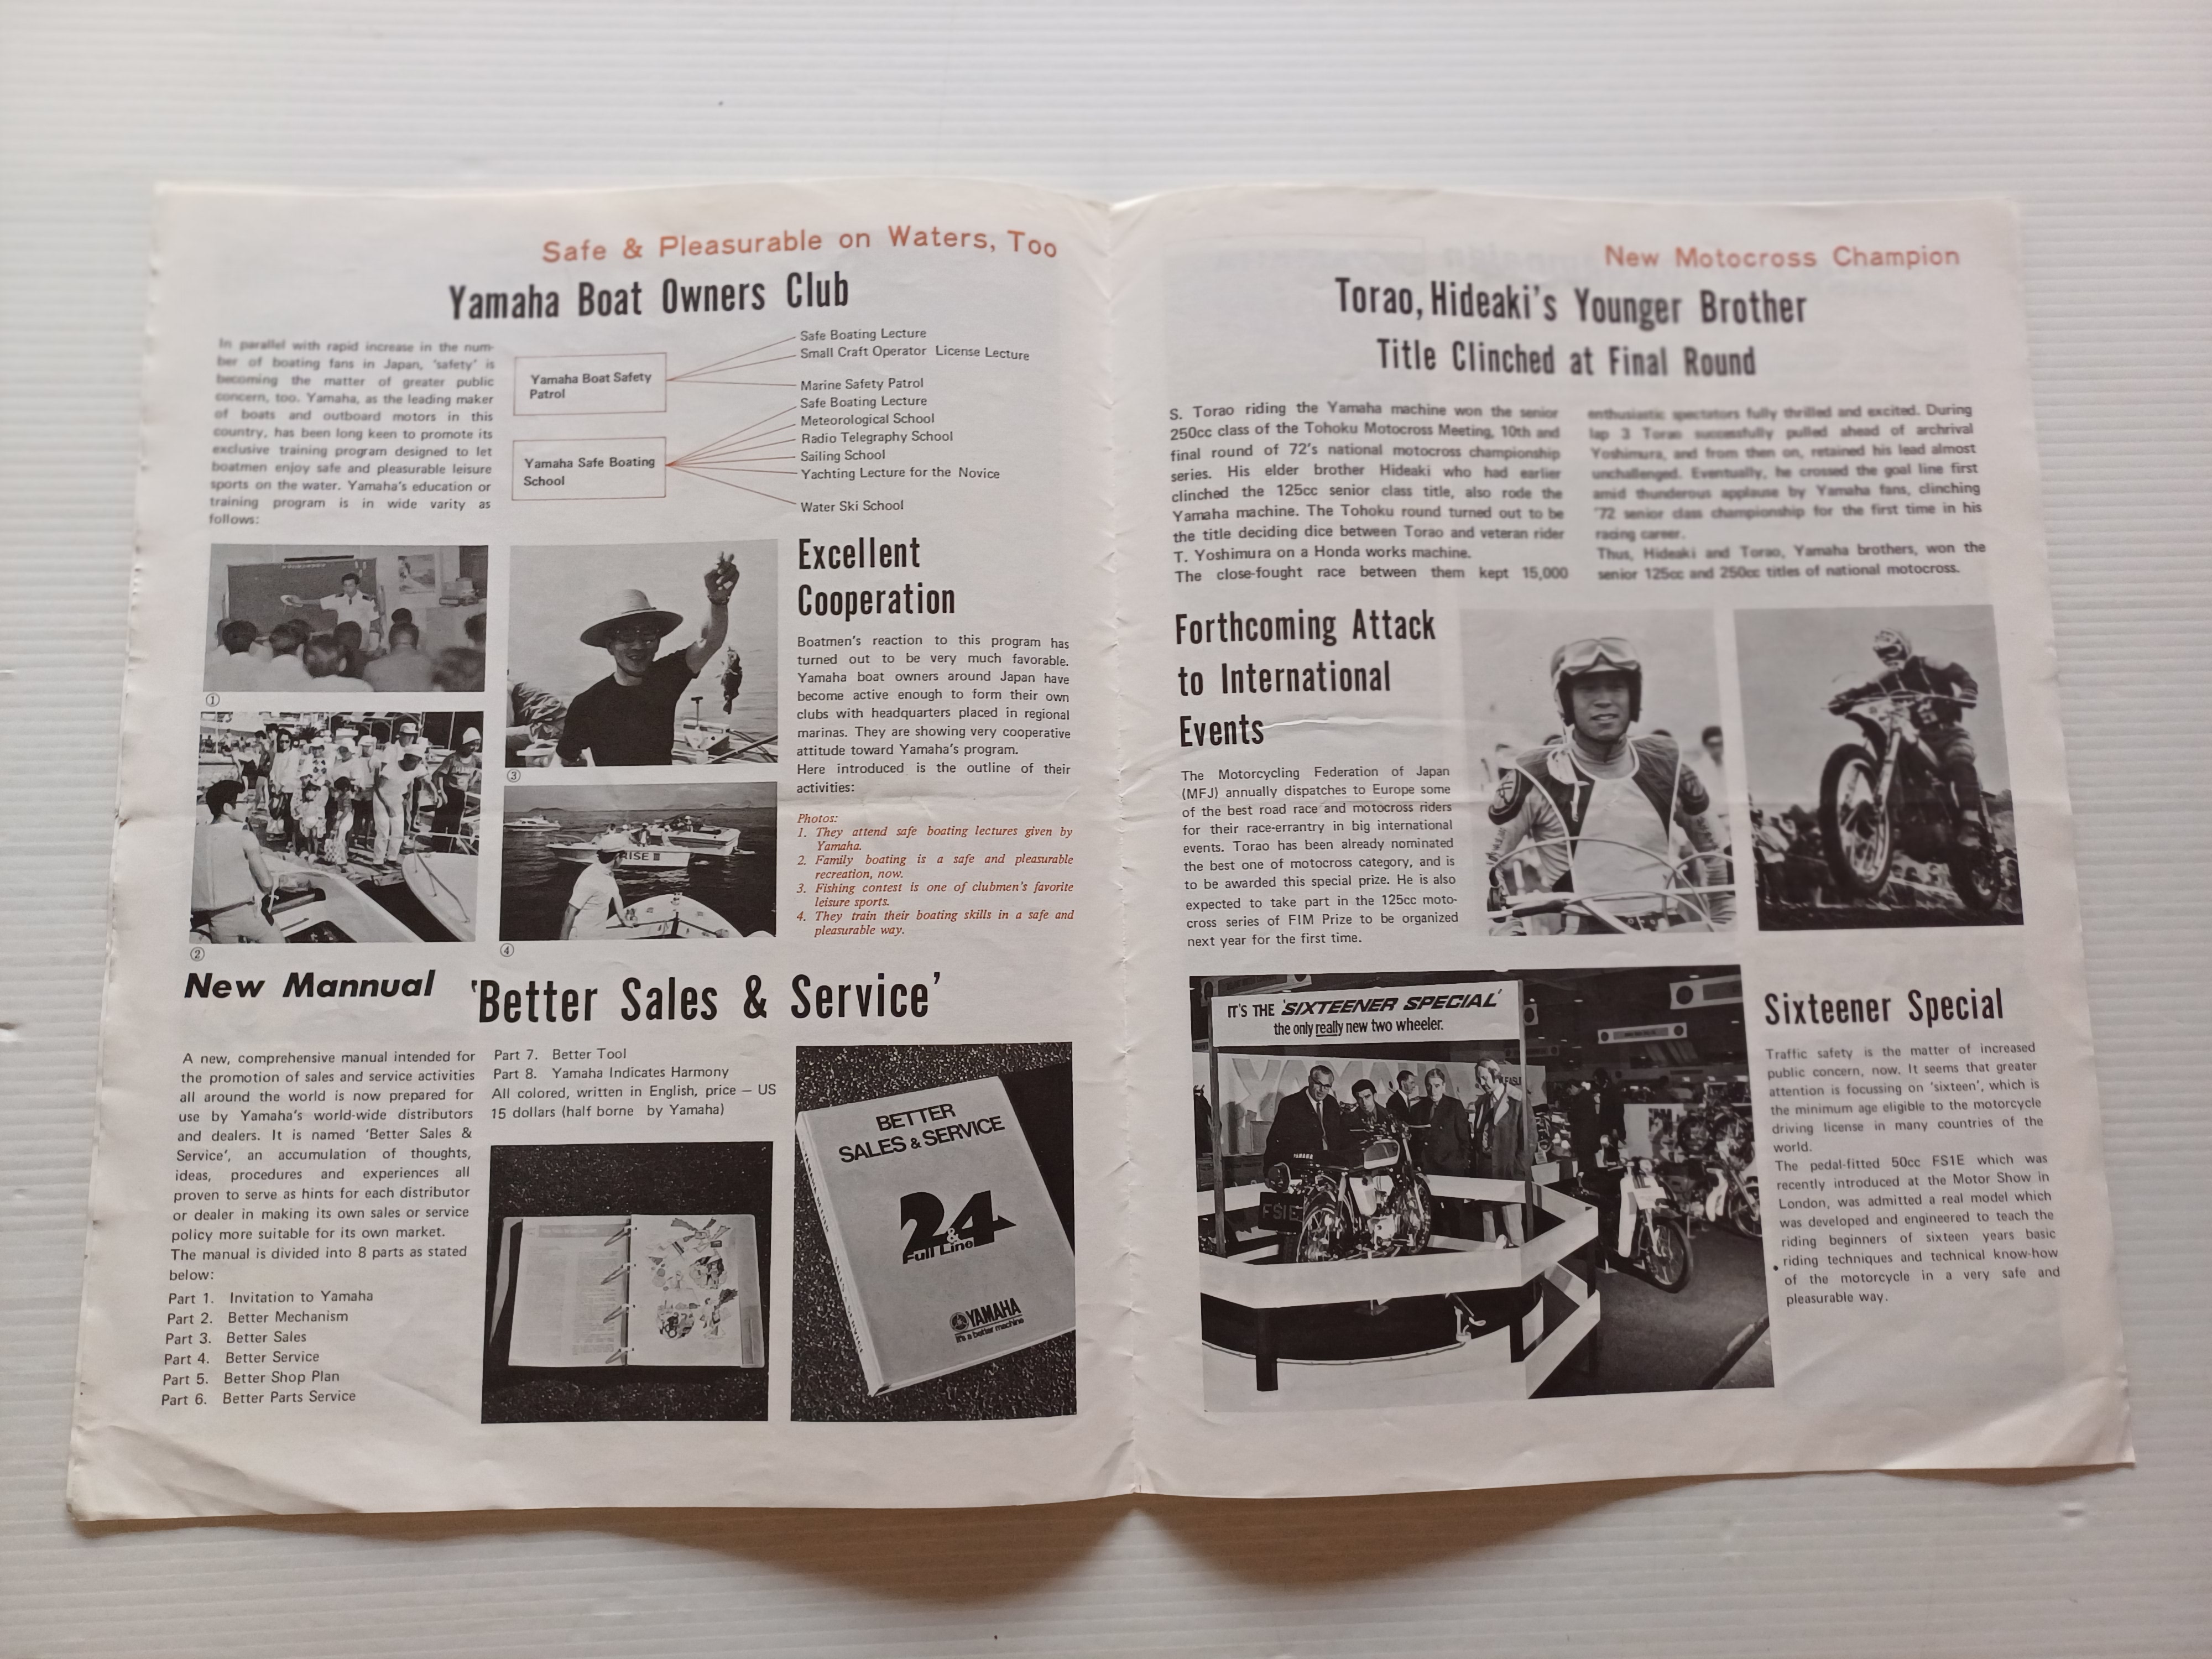 Safe & Pleasurable on Waters, Too
Yamaha Boat Owners Club
In parallel with rapid increase in the num-
ber of boating fans in Japan, 'safety' is
becoming the matter of greater public
concern, too. Yamaha, as the leading maker
of boats and outboard motors in this
country, has been long keen to promote its
exclusive training program designed to let
boatmen enjoy safe and pleasurable leisure
sports on the water. Yamaha's education or
training program is in wide varity as
follows:
Yamaha Boat Safety
Patrol
Safe Boating Lecture
Small Craft Operator License Lecture
Marine Safety Patrol
Yamaha Safe Boating
School
Safe Boating Lecture
Meteorological School
Radio Telegraphy School
Sailing School
Yachting Lecture for the Novice
Water Ski School
①
②
③
RISE II
④
Excellent
Cooperation
Boatmen's reaction to this program has
turned out to be very much favorable.
Yamaha boat owners around Japan have
become active enough to form their own
clubs with headquarters placed in regional
marinas. They are showing very cooperative
attitude toward Yamaha's program.
Here introduced is the outline of their
activities:
Photos:
1. They attend safe boating lectures given by
Yamaha.
2. Family boating is a safe and pleasurable
recreation, now.
3. Fishing contest is one of clubmen's favorite
leisure sports.
4. They train their boating skills in a safe and
pleasurable way.
New Mannual 'Better Sales & Service'
A new, comprehensive manual intended for
the promotion of sales and service activities
all around the world is now prepared for
use by Yamaha's world-wide distributors
and dealers. It is named 'Better Sales &
Service', an accumulation of thoughts,
ideas, procedures and experiences all
proven to serve as hints for each distributor
or dealer in making its own sales or service
policy more suitable for its own market.
The manual is divided into 8 parts as stated
below:
Part 1. Invitation to Yamaha
Part 2. Better Mechanism
Part 3. Better Sales
Part 4. Better Service
Part 5. Better Shop Plan
Part 6. Better Parts Service
Part 7. Better Tool
Part 8. Yamaha Indicates Harmony
All colored, written in English, price – US
15 dollars (half borne by Yamaha)
BETTER
SALES & SERVICE
2&4
Full Line
YAMAHA
It's a better machine
New Motocross Champion
Torao, Hideaki's Younger Brother
Title Clinched at Final Round
S. Torao riding the Yamaha machine won the senior
250cc class of the Tohoku Motocross Meeting, 10th and
final round of 72's national motocross championship
series. His elder brother Hideaki who had earlier
clinched the 125cc senior class title, also rode the
Yamaha machine. The Tohoku round turned out to be
the title deciding dice between Torao and veteran rider
T. Yoshimura on a Honda works machine.
The close-fought race between them kept 15,000
enthusiastic spectators fully thrilled and excited. During
lap 3 Torao successfully pulled ahead of archrival
Yoshimura, and from then on, retained his lead almost
unchallenged. Eventually, he crossed the goal line first
amid thunderous applause by Yamaha fans, clinching
'72 senior class championship for the first time in his
racing career.
Thus, Hideaki and Torao, Yamaha brothers, won the
senior 125cc and 250cc titles of national motocross.
Forthcoming Attack
to International
Events
The Motorcycling Federation of Japan
(MFJ) annually dispatches to Europe some
of the best road race and motocross riders
for their race-errantry in big international
events. Torao has been already nominated
the best one of motocross category, and is
to be awarded this special prize. He is also
expected to take part in the 125cc moto-
cross series of FIM Prize to be organized
next year for the first time.
IT'S THE 'SIXTEENER SPECIAL'
the only really new two wheeler.
YAMAHA
FS1E
Sixteener Special
Traffic safety is the matter of increased
public concern, now. It seems that greater
attention is focussing on 'sixteen', which is
the minimum age eligible to the motorcycle
driving license in many countries of the
world.
The pedal-fitted 50cc FS1E which was
recently introduced at the Motor Show in
London, was admitted a real model which
was developed and engineered to teach the
riding beginners of sixteen years basic
riding techniques and technical know-how
of the motorcycle in a very safe and
pleasurable way.